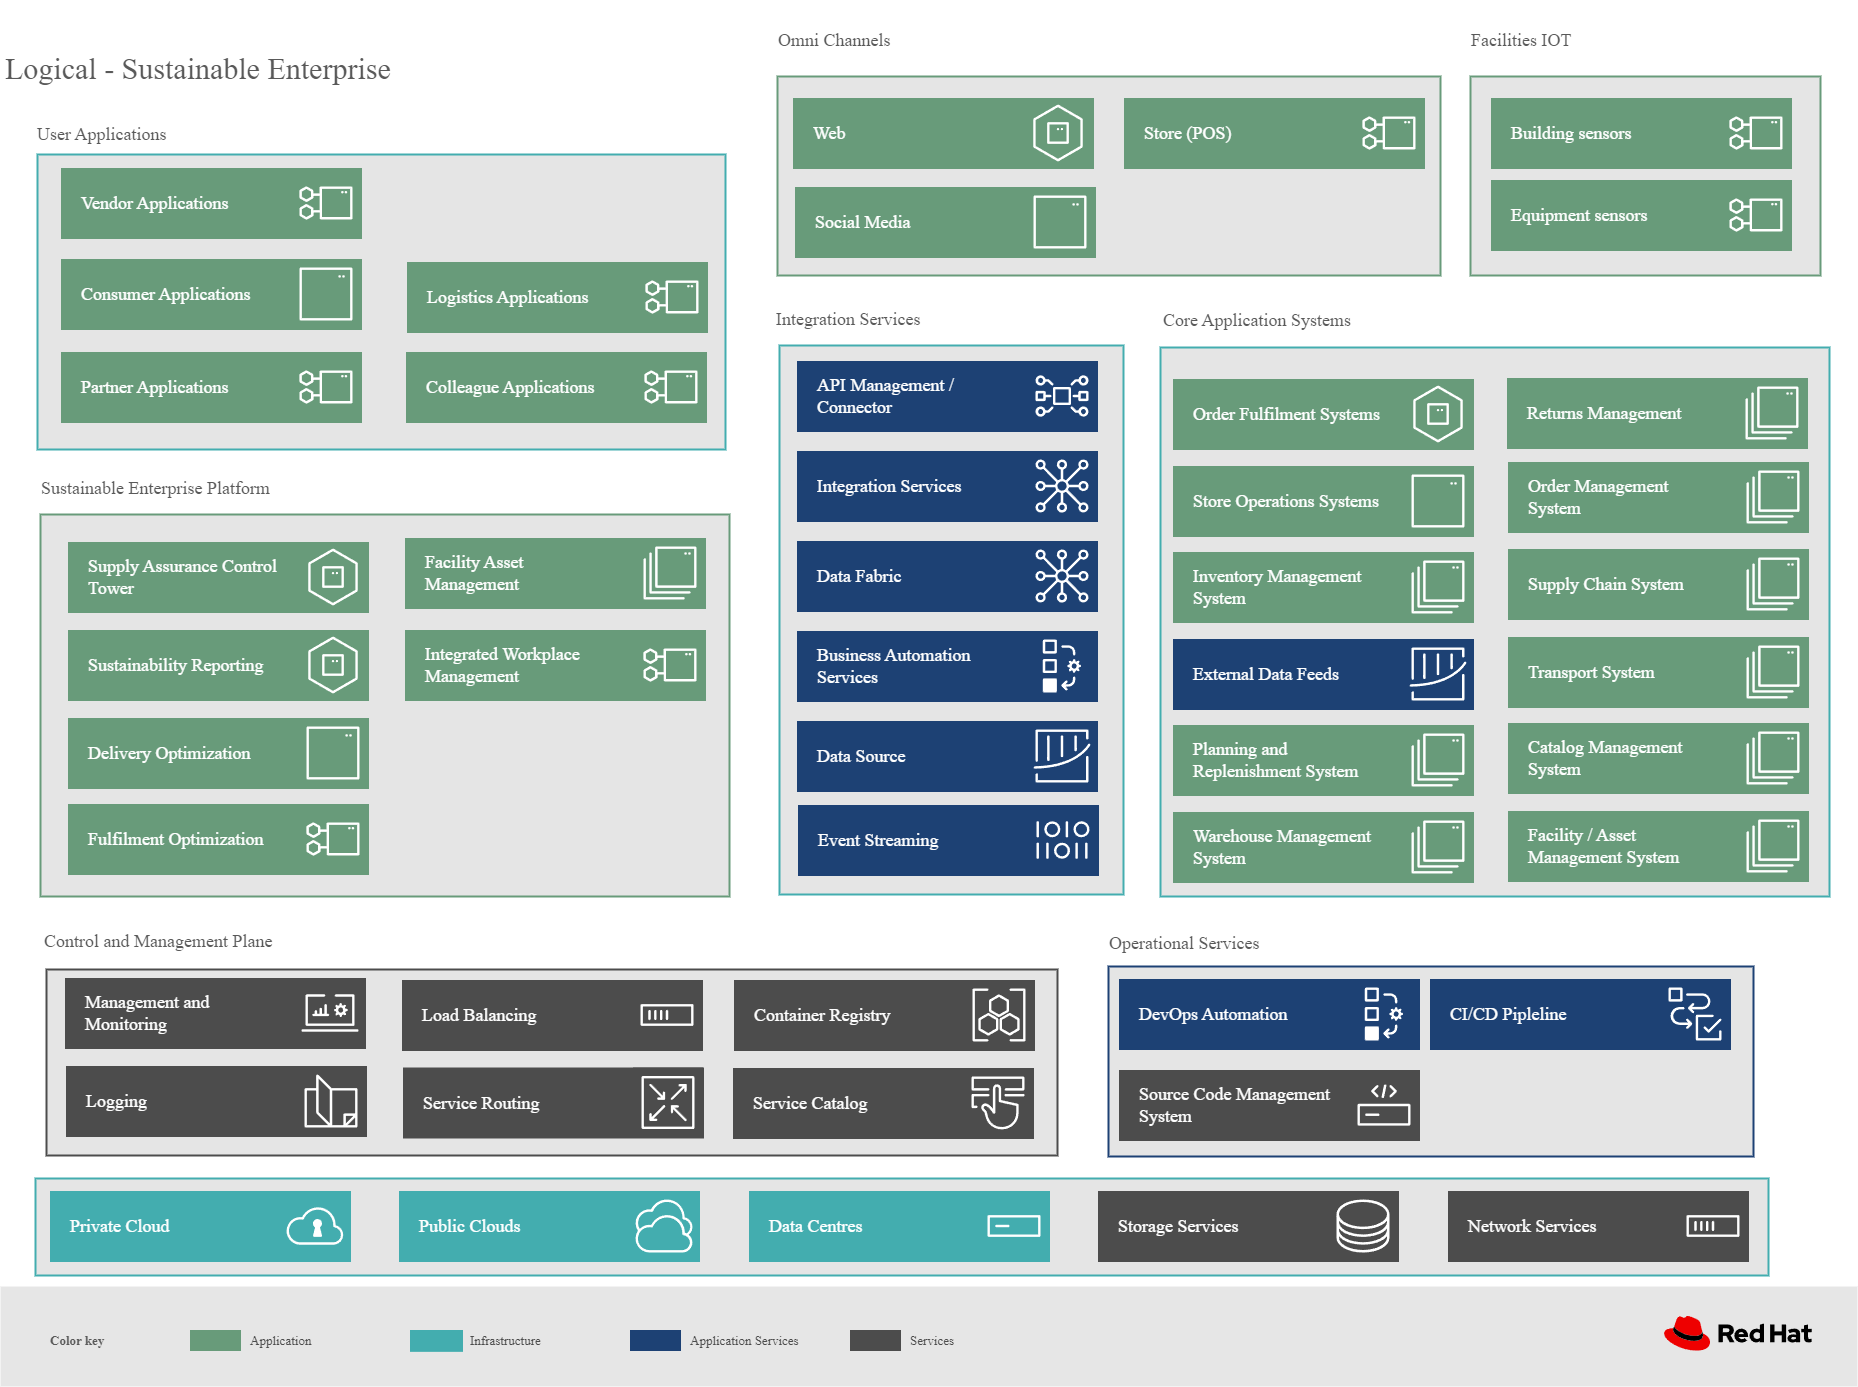 Logical - Sustainable Enterprise
User Applications
Vendor Applications
Consumer Applications
Logistics Applications
Partner Applications
Colleague Applications
Omni Channels
Web
Store (POS)
Social Media
Facilities IOT
Building sensors
Equipment sensors
Sustainable Enterprise Platform
Supply Assurance Control
Tower
Facility Asset
Management
Sustainability Reporting
Integrated Workplace
Management
Delivery Optimization
Fulfilment Optimization
Integration Services
API Management /
Connector
Integration Services
Data Fabric
Business Automation
Services
Data Source
Event Streaming
Core Application Systems
Order Fulfilment Systems
Returns Management
Store Operations Systems
Order Management
System
Inventory Management
System
Supply Chain System
External Data Feeds
Transport System
Planning and
Replenishment System
Catalog Management
System
Warehouse Management
System
Facility / Asset
Management System
Control and Management Plane
Management and
Monitoring
Load Balancing
Container Registry
Logging
Service Routing
Service Catalog
Operational Services
DevOps Automation
CI/CD Pipleline
Source Code Management
System
Private Cloud
Public Clouds
Data Centres
Storage Services
Network Services
Color key
Application
Infrastructure
Application Services
Services
Red Hat